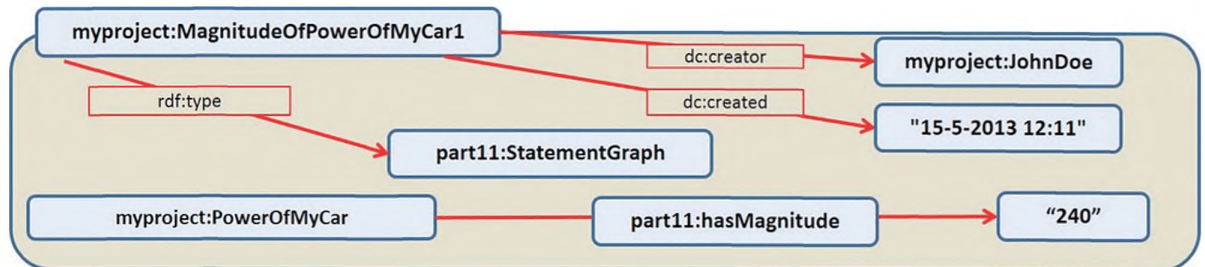 myproject:MagnitudeOfPowerOfMyCar1
dc:creator
myproject:JohnDoe
rdf:type
dc:created
"15-5-2013 12:11"
part11:StatementGraph
myproject:PowerOfMyCar
part11:hasMagnitude
“240”